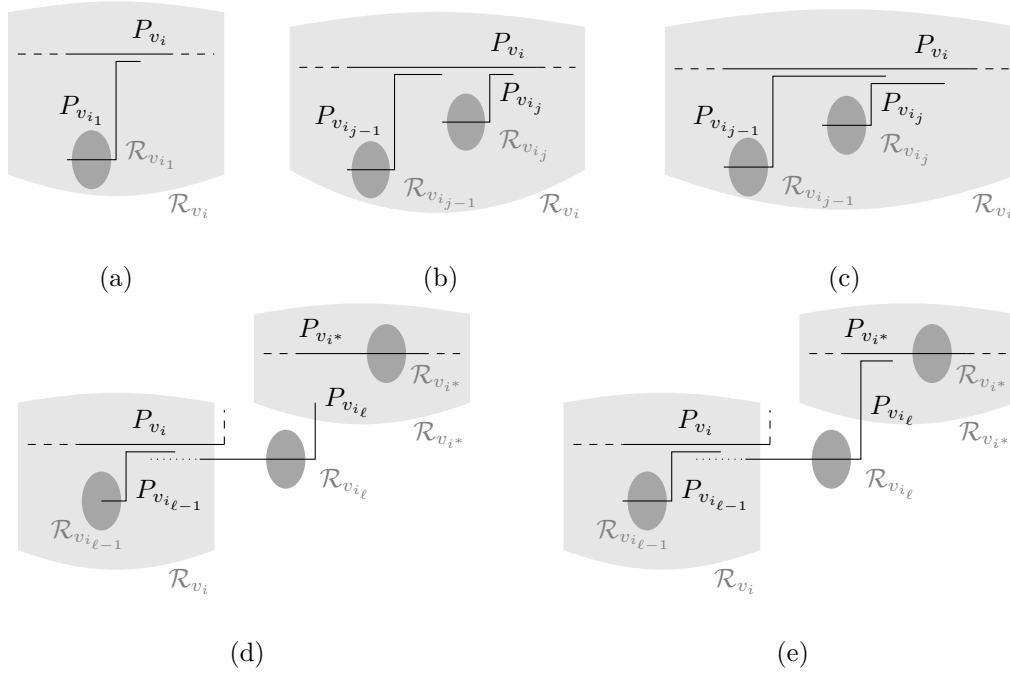 P_{v_i}
P_{v_{i_1}}
\mathcal{R}_{v_{i_1}}
\mathcal{R}_{v_i}
(a)
P_{v_i}
P_{v_{i_{j-1}}}
P_{v_{i_j}}
\mathcal{R}_{v_{i_j}}
\mathcal{R}_{v_{i_{j-1}}}
\mathcal{R}_{v_i}
(b)
P_{v_i}
P_{v_{i_{j-1}}}
P_{v_{i_j}}
\mathcal{R}_{v_{i_j}}
\mathcal{R}_{v_{i_{j-1}}}
\mathcal{R}_{v_i}
(c)
P_{v_{i^*}}
\mathcal{R}_{v_{i^*}}
P_{v_{i_\ell}}
P_{v_i}
\mathcal{R}_{v_{i^*}}
P_{v_{i_{\ell-1}}}
\mathcal{R}_{v_{i_\ell}}
\mathcal{R}_{v_{i_{\ell-1}}}
\mathcal{R}_{v_i}
(d)
P_{v_{i^*}}
\mathcal{R}_{v_{i^*}}
P_{v_{i_\ell}}
P_{v_i}
\mathcal{R}_{v_{i^*}}
P_{v_{i_{\ell-1}}}
\mathcal{R}_{v_{i_\ell}}
\mathcal{R}_{v_{i_{\ell-1}}}
\mathcal{R}_{v_i}
(e)